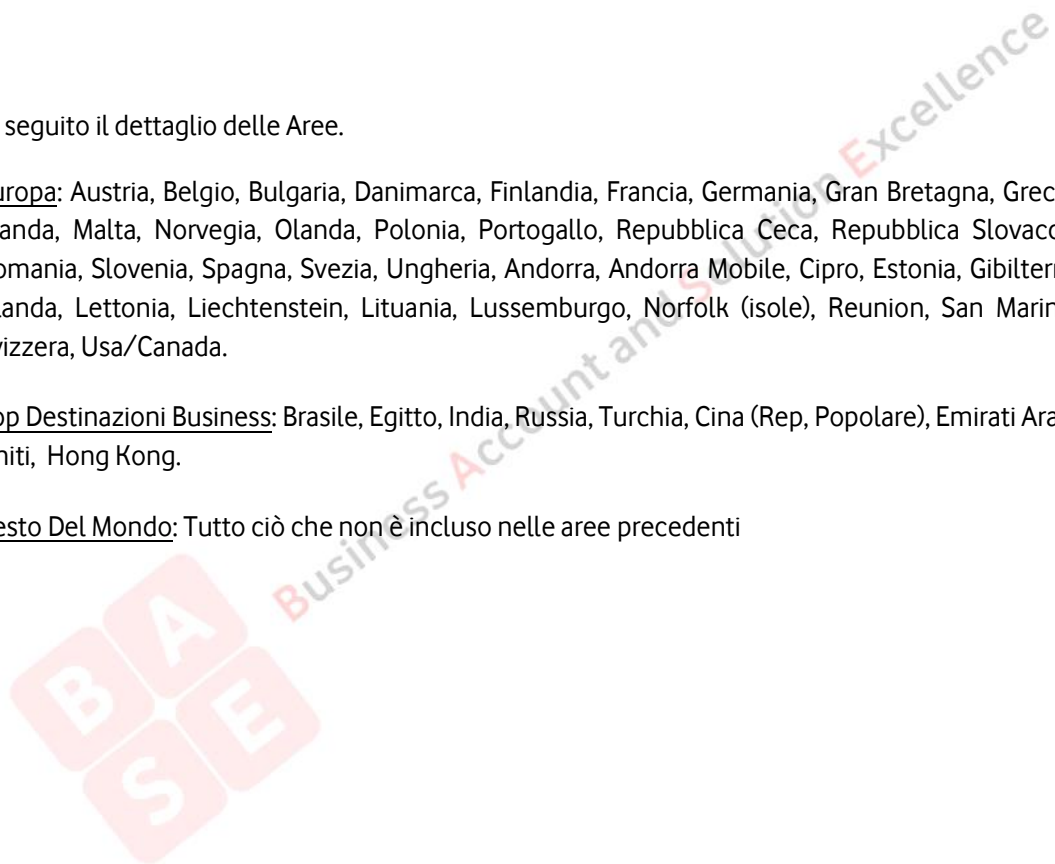 seguito il dettaglio delle Aree.
uropa: Austria, Belgio, Bulgaria, Danimarca, Finlandia, Francia, Germania, Gran Bretagna, Grec
anda, Malta, Norvegia, Olanda, Polonia, Portogallo, Repubblica Ceca, Repubblica Slovacc
omania, Slovenia, Spagna, Svezia, Ungheria, Andorra, Andorra Mobile, Cipro, Estonia, Gibilterr
landa, Lettonia, Liechtenstein, Lituania, Lussemburgo, Norfolk (isole), Reunion, San Marin
vizzera, Usa/Canada.
op Destinazioni Business: Brasile, Egitto, India, Russia, Turchia, Cina (Rep, Popolare), Emirati Ara
niti, Hong Kong.
esto Del Mondo: Tutto ciò che non è incluso nelle aree precedenti
Business Account and Solution Excellence
B A
S E